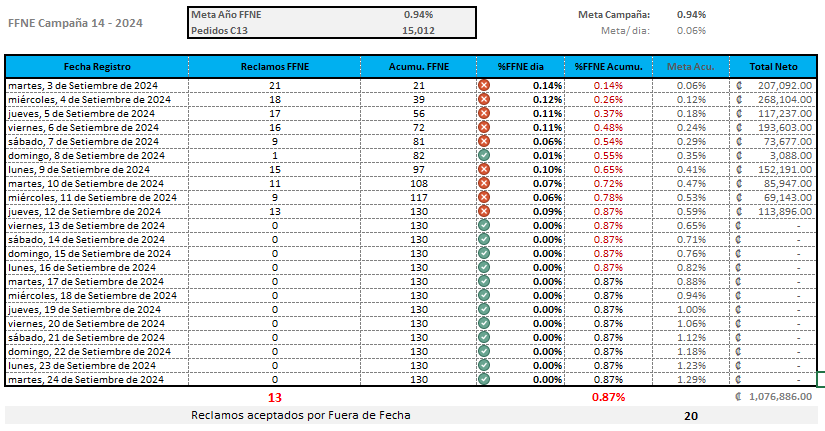 FFNE Campaña 14 - 2024
Meta Año FFNE 0.94%
Pedidos C13 15,012
Meta Campaña: 0.94%
Meta/ dia: 0.06%
Fecha Registro Reclamos FFNE Acumu. FFNE %FFNE dia %FFNE Acumu. Meta Acu. Total Neto
martes, 3 de Setiembre de 2024 21 21 0.14% 0.14% 0.06% ₡ 207,092.00
miércoles, 4 de Setiembre de 2024 18 39 0.12% 0.26% 0.12% ₡ 268,104.00
jueves, 5 de Setiembre de 2024 17 56 0.11% 0.37% 0.18% ₡ 117,237.00
viernes, 6 de Setiembre de 2024 16 72 0.11% 0.48% 0.24% ₡ 193,603.00
sábado, 7 de Setiembre de 2024 9 81 0.06% 0.54% 0.29% ₡ 73,677.00
domingo, 8 de Setiembre de 2024 1 82 0.01% 0.55% 0.35% ₡ 3,088.00
lunes, 9 de Setiembre de 2024 15 97 0.10% 0.65% 0.41% ₡ 152,191.00
martes, 10 de Setiembre de 2024 11 108 0.07% 0.72% 0.47% ₡ 85,947.00
miércoles, 11 de Setiembre de 2024 9 117 0.06% 0.78% 0.53% ₡ 69,143.00
jueves, 12 de Setiembre de 2024 13 130 0.09% 0.87% 0.59% ₡ 113,896.00
viernes, 13 de Setiembre de 2024 0 130 0.00% 0.87% 0.65% ₡ -
sábado, 14 de Setiembre de 2024 0 130 0.00% 0.87% 0.71% ₡ -
domingo, 15 de Setiembre de 2024 0 130 0.00% 0.87% 0.76% ₡ -
lunes, 16 de Setiembre de 2024 0 130 0.00% 0.87% 0.82% ₡ -
martes, 17 de Setiembre de 2024 0 130 0.00% 0.87% 0.88% ₡ -
miércoles, 18 de Setiembre de 2024 0 130 0.00% 0.87% 0.94% ₡ -
jueves, 19 de Setiembre de 2024 0 130 0.00% 0.87% 1.00% ₡ -
viernes, 20 de Setiembre de 2024 0 130 0.00% 0.87% 1.06% ₡ -
sábado, 21 de Setiembre de 2024 0 130 0.00% 0.87% 1.12% ₡ -
domingo, 22 de Setiembre de 2024 0 130 0.00% 0.87% 1.18% ₡ -
lunes, 23 de Setiembre de 2024 0 130 0.00% 0.87% 1.23% ₡ -
martes, 24 de Setiembre de 2024 0 130 0.00% 0.87% 1.29% ₡ -
13 0.87% ₡ 1,076,886.00
Reclamos aceptados por Fuera de Fecha 20